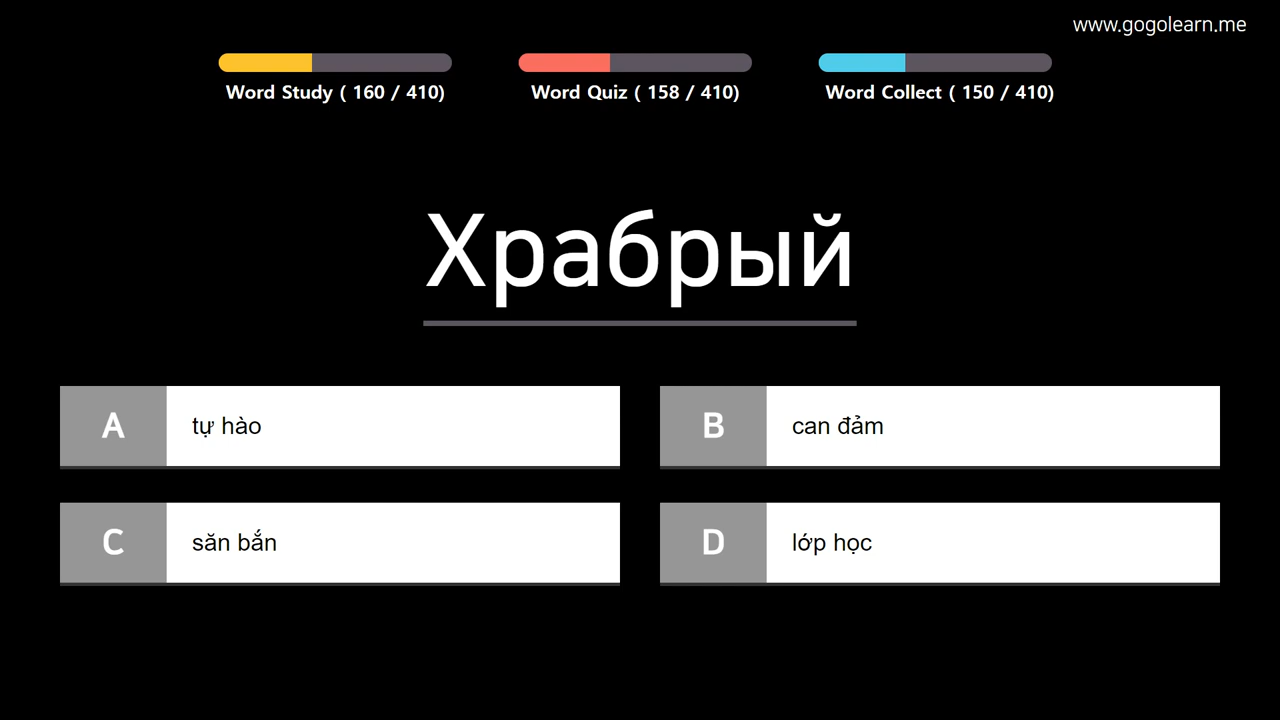 www.gogolearn.me
Word Study ( 160 / 410)
Word Quiz ( 158 / 410)
Word Collect ( 150 / 410)
Храбрый
A
tự hào
B
can đảm
C
săn bắn
D
lớp học